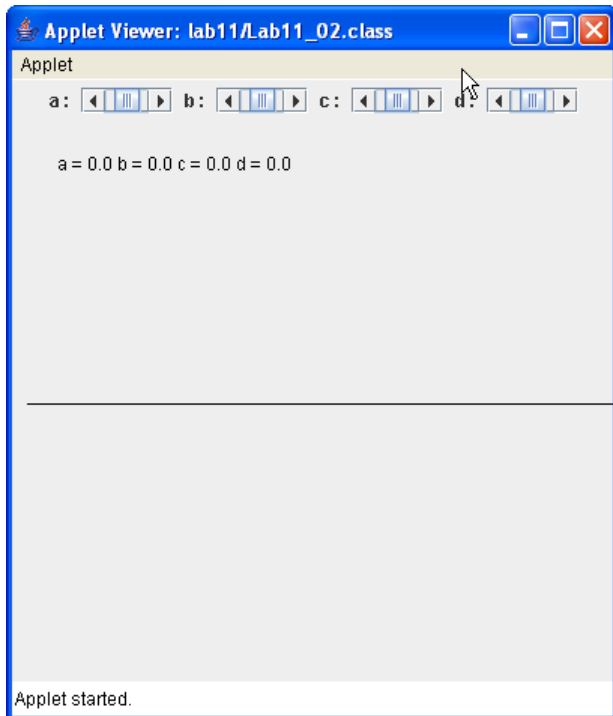 Applet Viewer: lab11/Lab11_02.class
Applet
a: b: c: d:
a = 0.0 b = 0.0 c = 0.0 d = 0.0
Applet started.